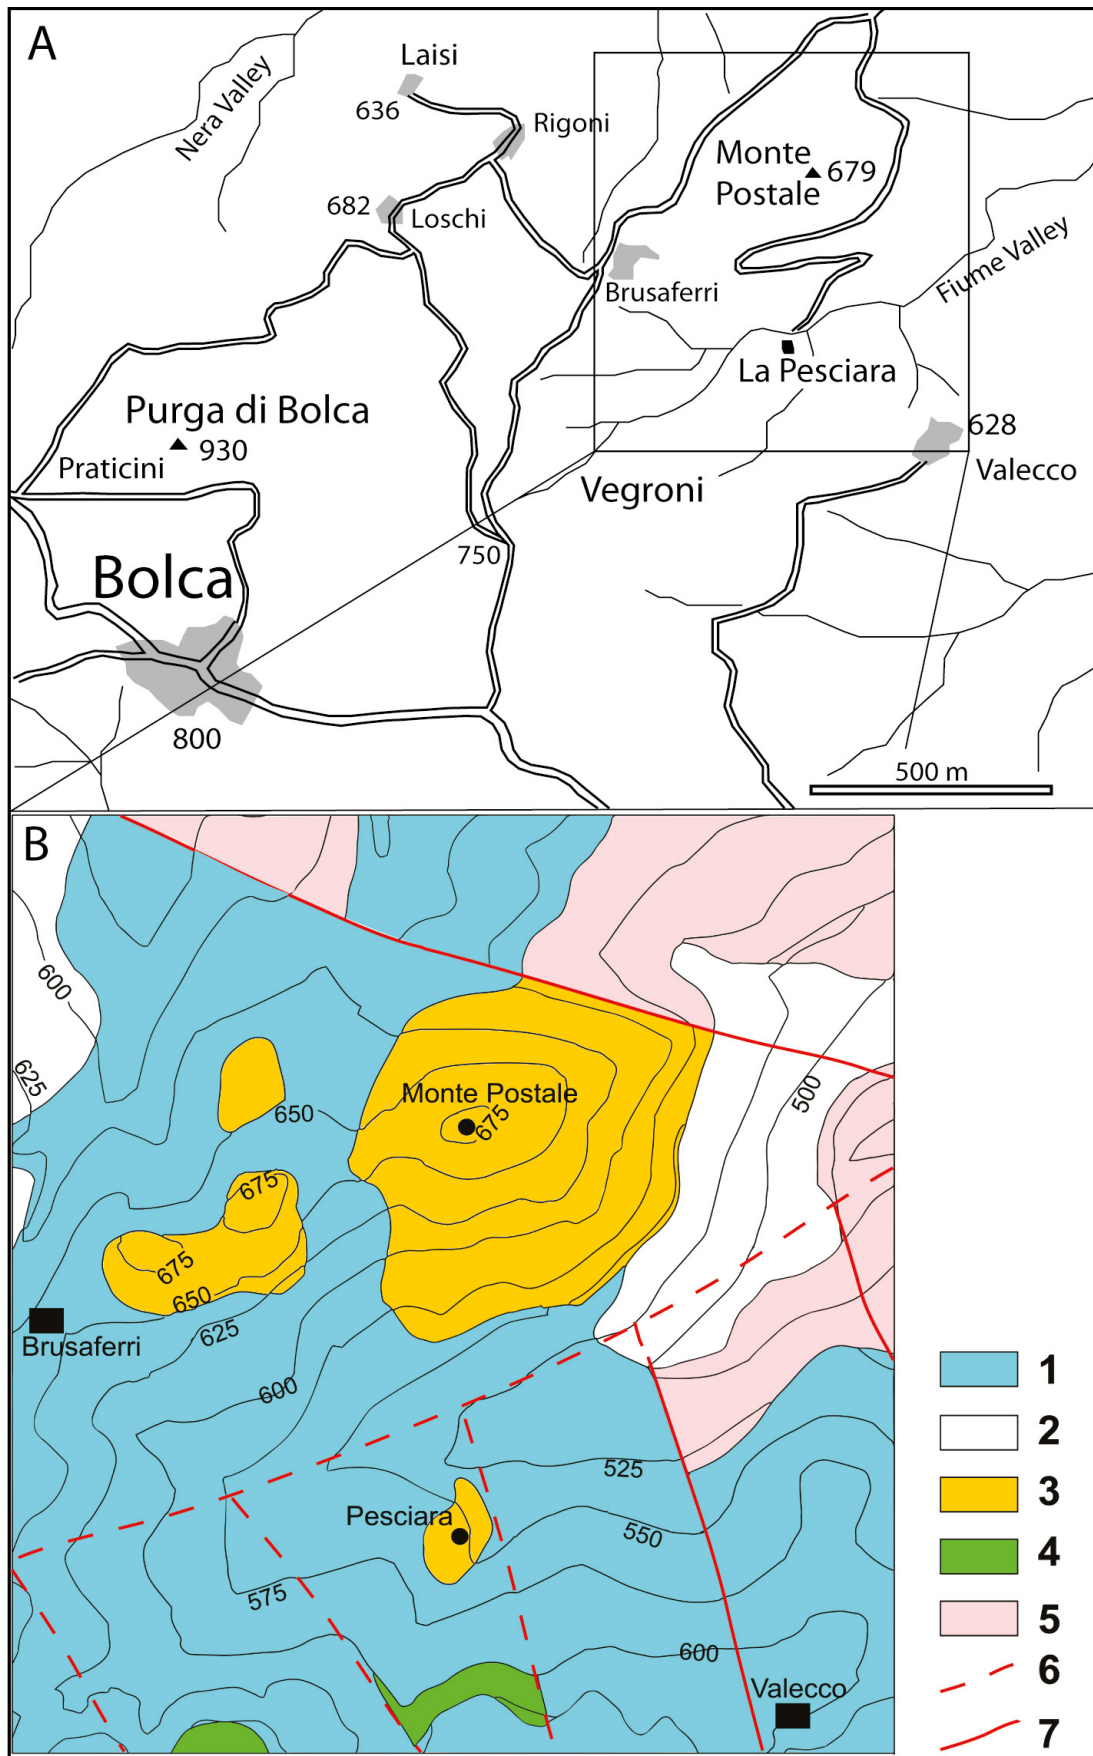 A
Laisi
636
Nera Valley
Rigoni
Monte
Postale
679
682
Loschi
Fiume Valley
Brusaferri
La Pesciara
Purga di Bolca
930
Praticini
628
Valecco
Vegroni
750
Bolca
800
500 m
B
600
625
500
Monte Postale
675
650
675
675
650
625
Brusaferri
600
525
Pesciara
550
575
600
Valecco
1
2
3
4
5
6
7